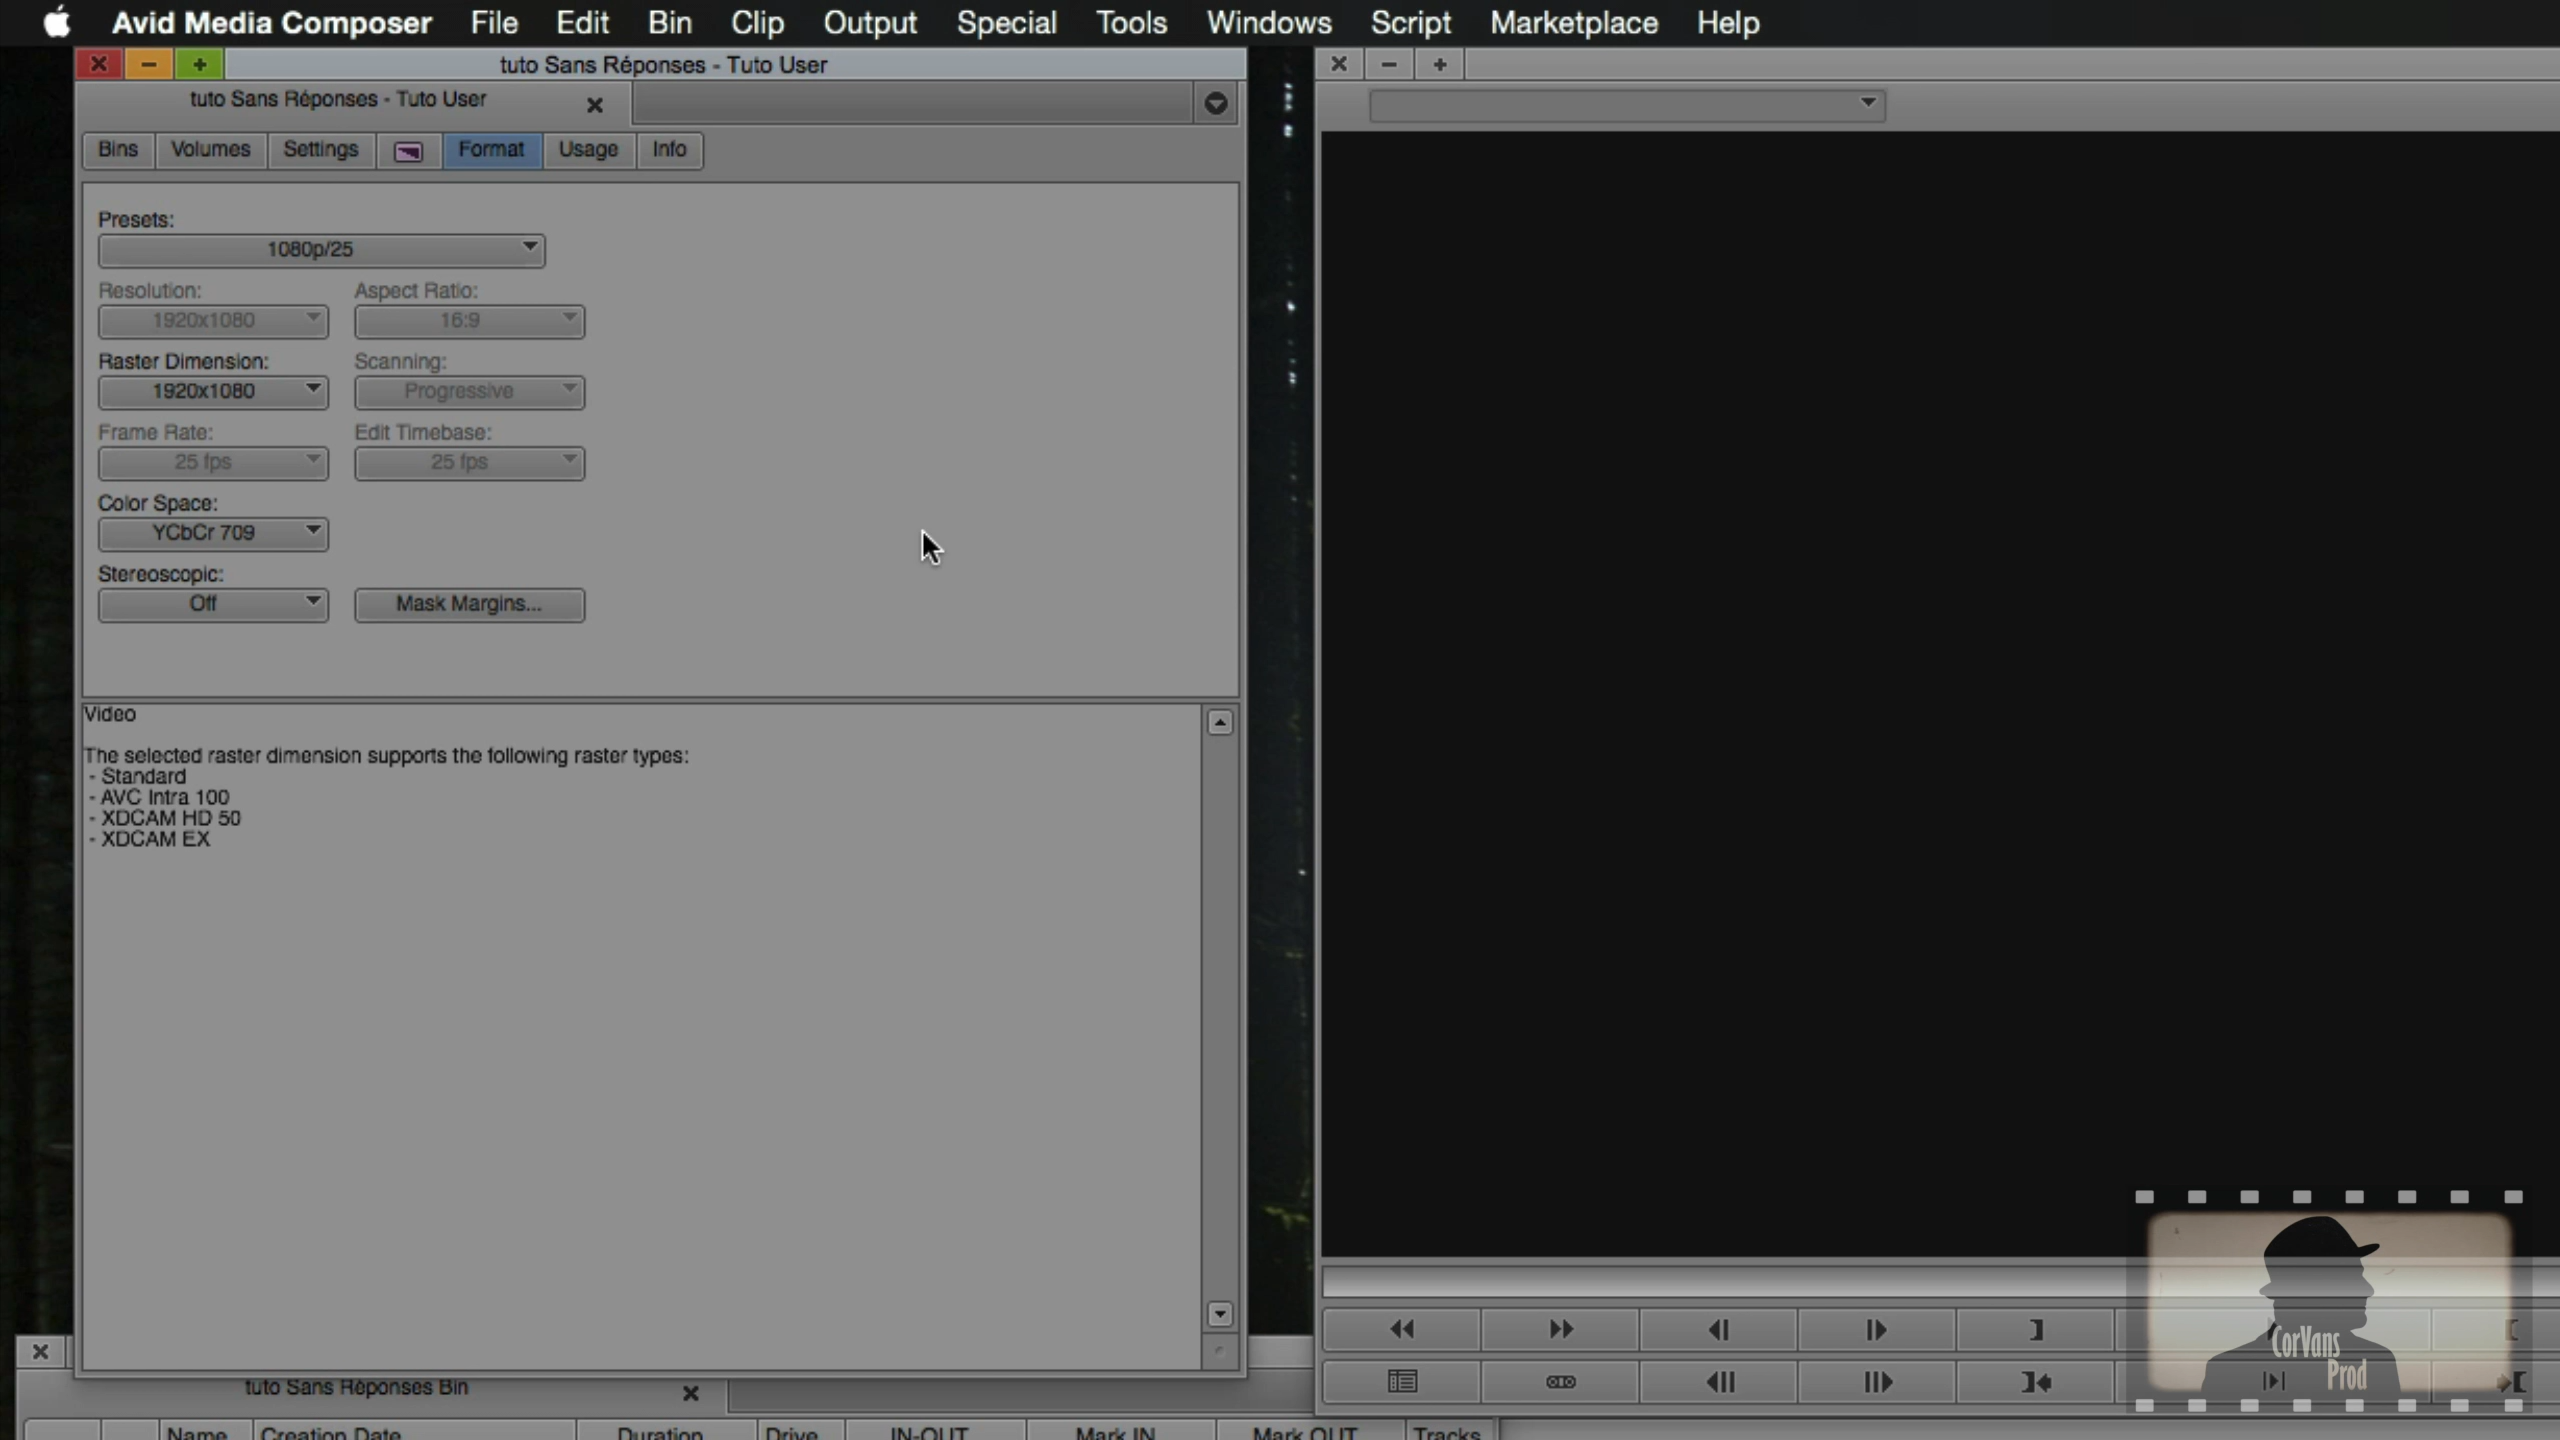 Avid Media Composer File Edit Bin Clip Output Special Tools Windows Script Marketplace Help
tuto Sans Réponses - Tuto User
tuto Sans Réponses - Tuto User
Bins Volumes Settings Format Usage Info
Presets:
1080p/25
Resolution: Aspect Ratio:
1920x1080 16:9
Raster Dimension: Scanning:
1920x1080 Progressive
Frame Rate: Edit Timebase:
25 fps 25 fps
Color Space:
YCbCr 709
Stereoscopic:
Off Mask Margins...
Video
The selected raster dimension supports the following raster types:
- Standard
- AVC Intra 100
- XDCAM HD 50
- XDCAM EX
CorVans
Prod
tuto Sans Réponses Bin
Name Creation Date Duration Drive IN-OUT Mark IN Mark OUT Tracks